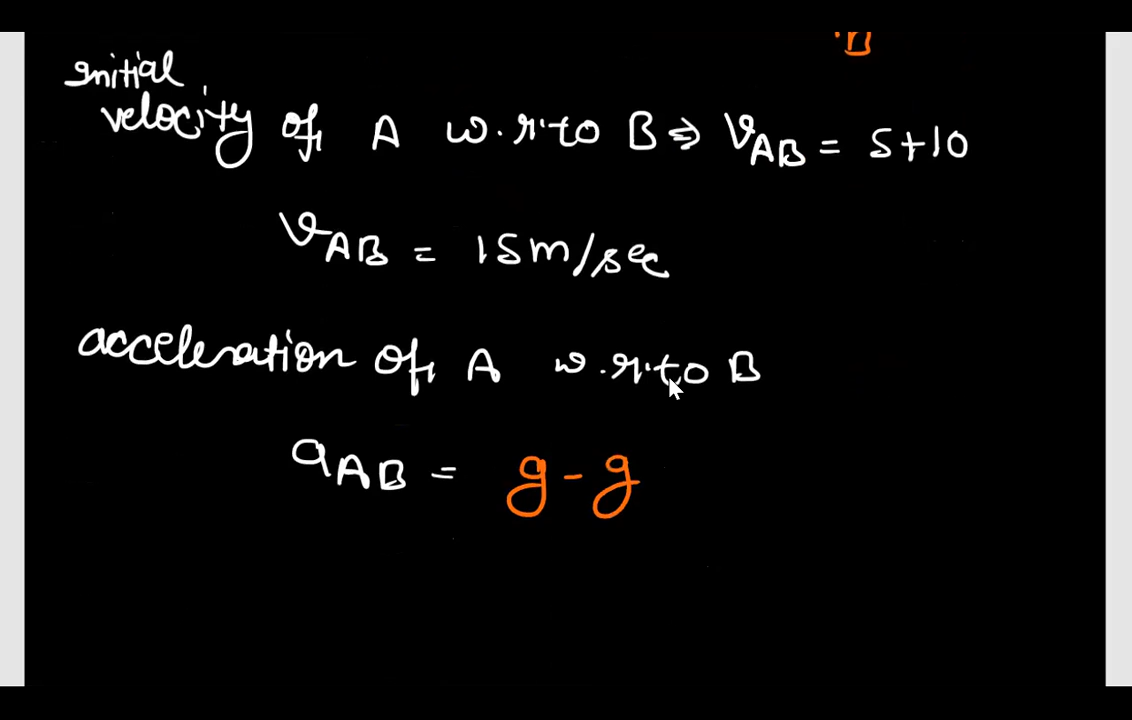 B
initial
velocity of A w.r.to B ⇒ VAB = 5+10
VAB = 15m/sec
acceleration of A w.r.to B
aAB = g-g